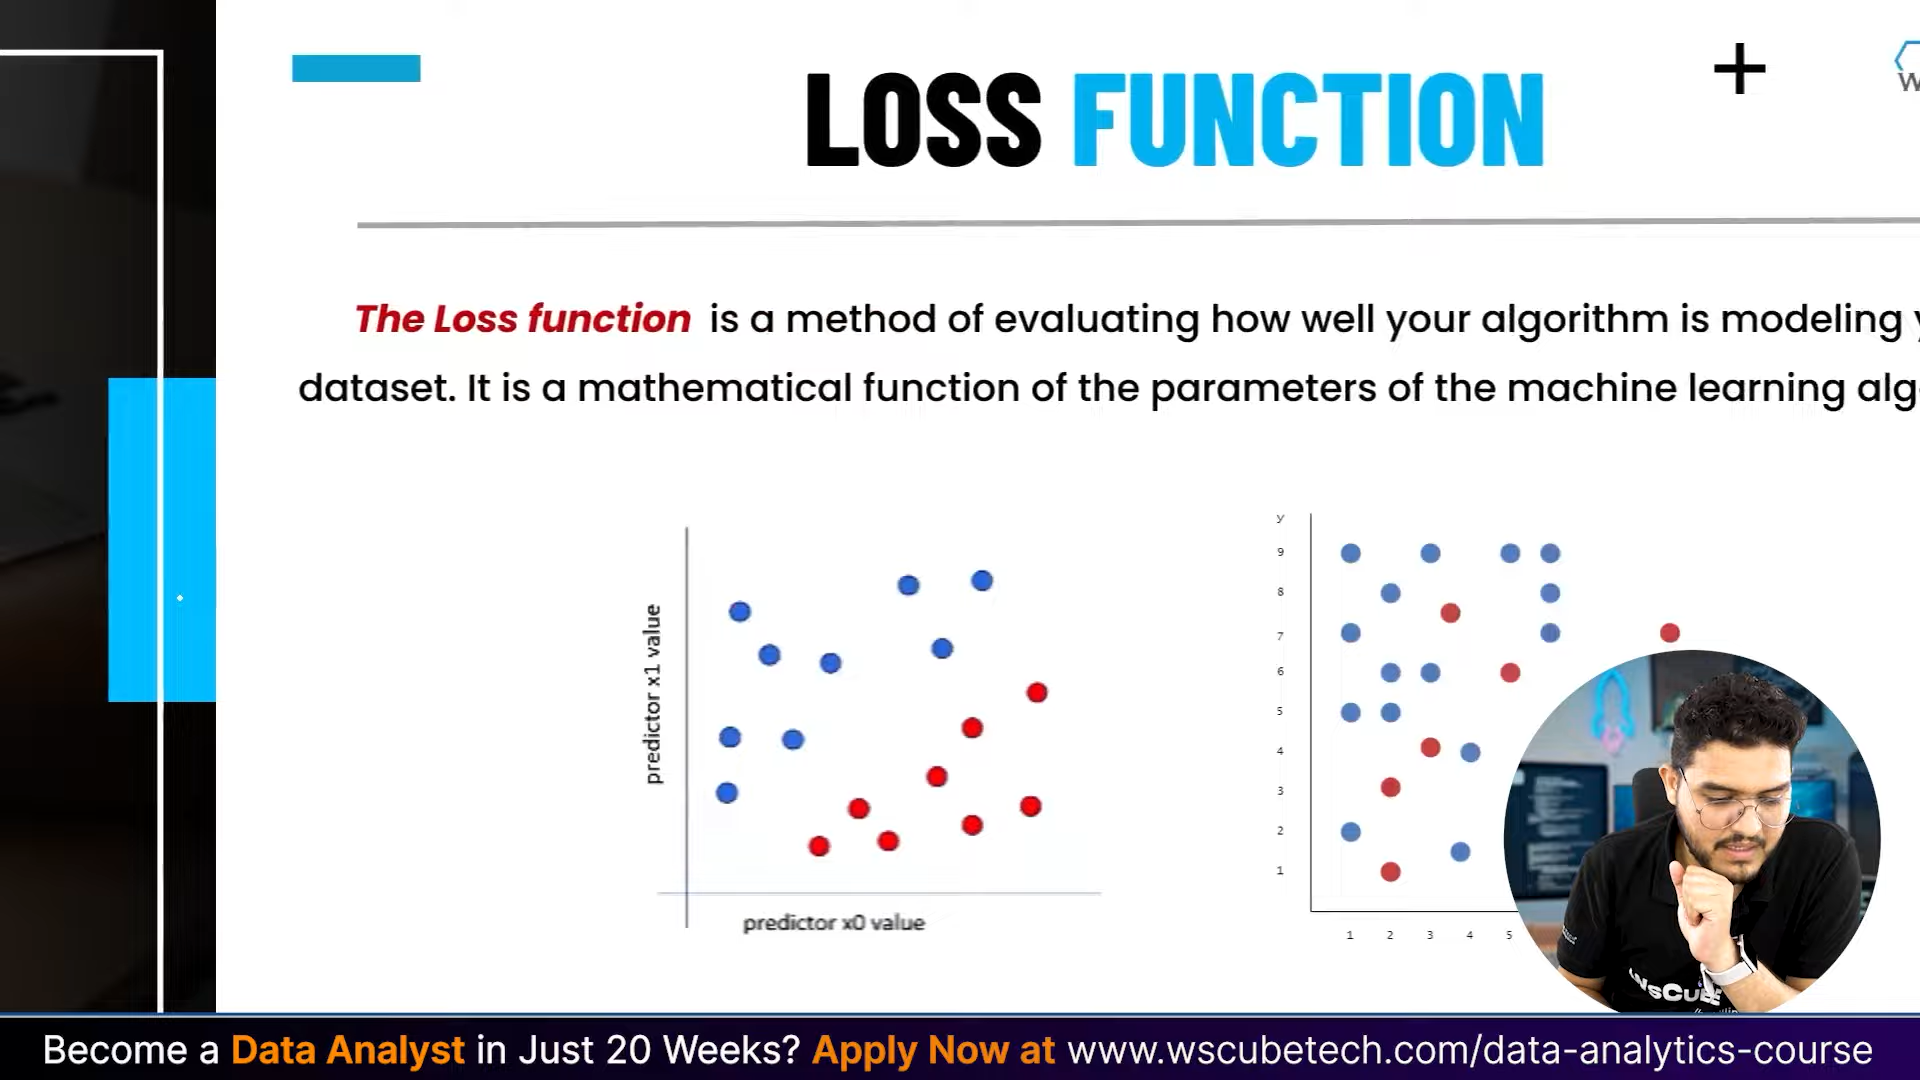 LOSS FUNCTION
W
The Loss function is a method of evaluating how well your algorithm is modeling
dataset. It is a mathematical function of the parameters of the machine learning alg
predictor x1 value
predictor x0 value
y
9
8
7
6
5
4
3
2
1
1 2 3 4 5
WSCUBE
Become a Data Analyst in Just 20 Weeks? Apply Now at www.wscubetech.com/data-analytics-course